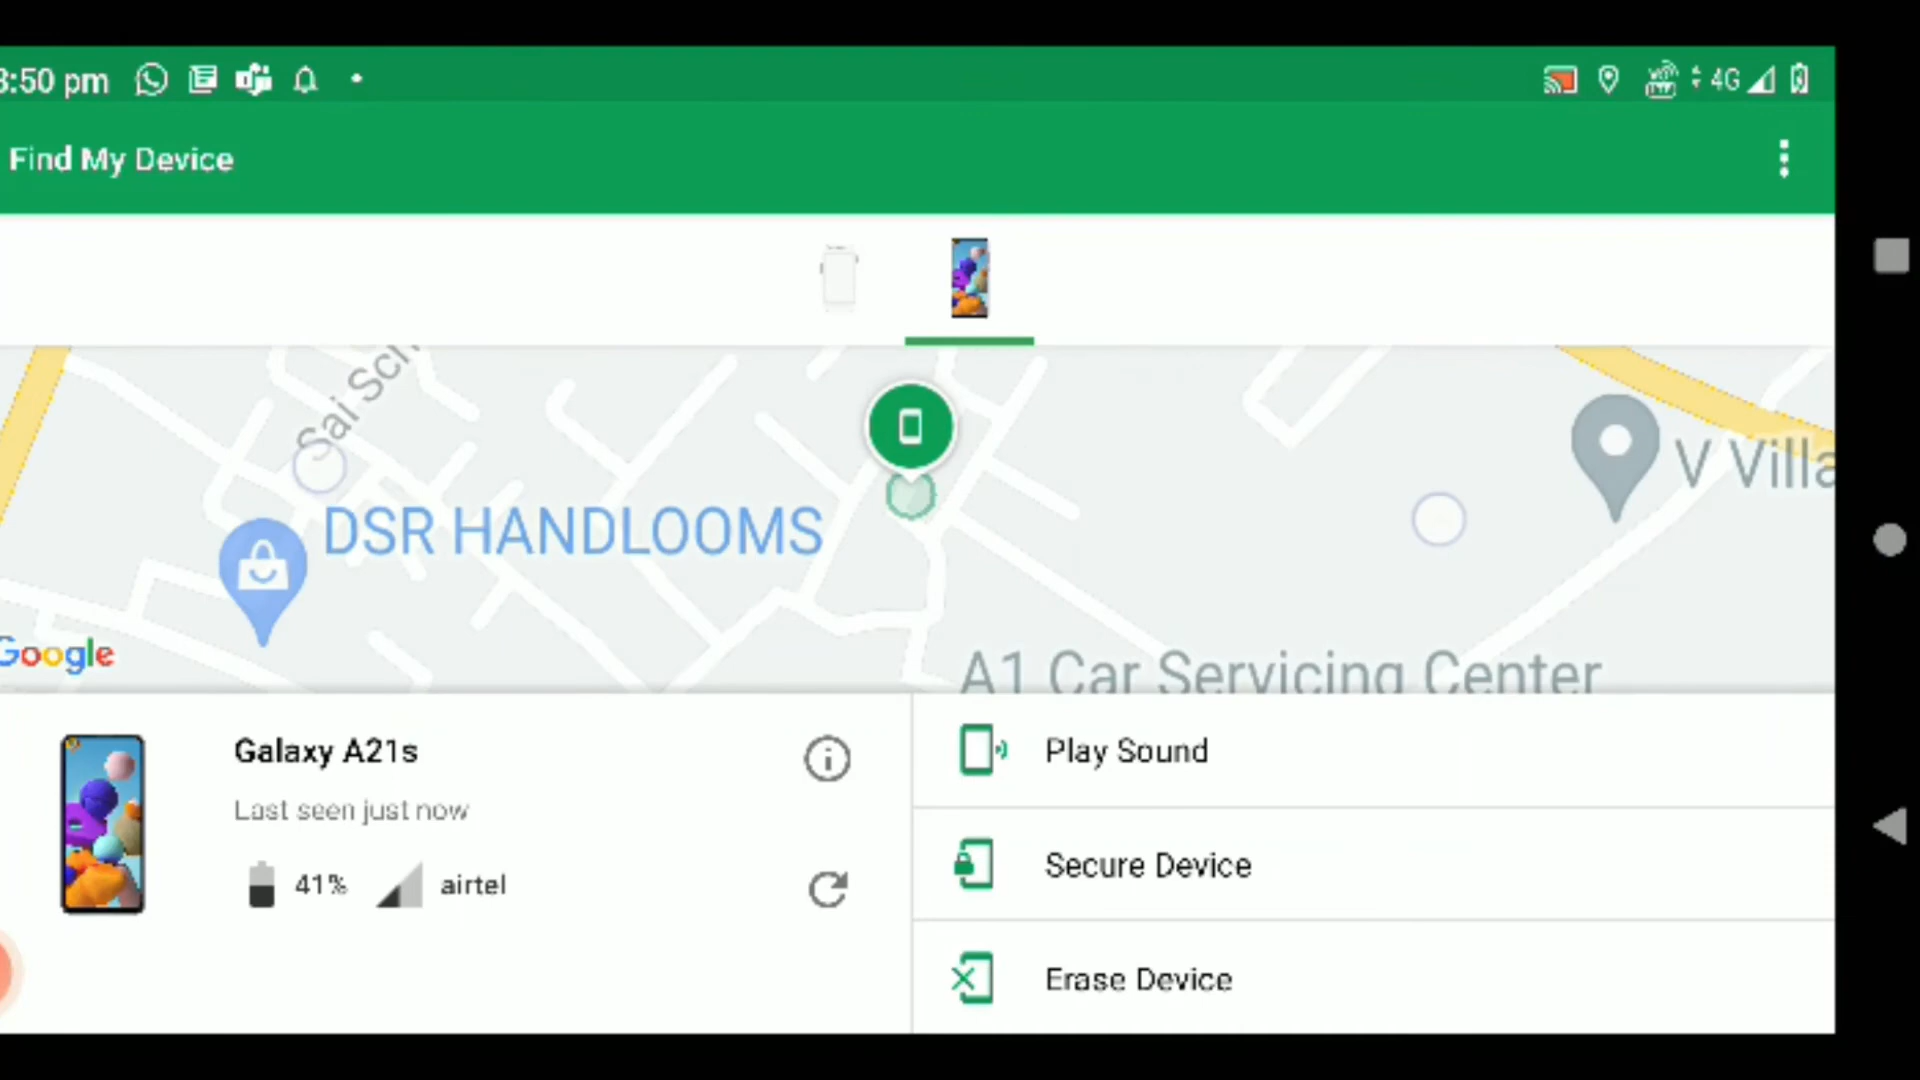 :50 pm
4G
Find My Device
Sai Sch
V Villa
DSR HANDLOOMS
Google
A1 Car Servicing Center
Galaxy A21s
Last seen just now
41%
airtel
Play Sound
Secure Device
Erase Device